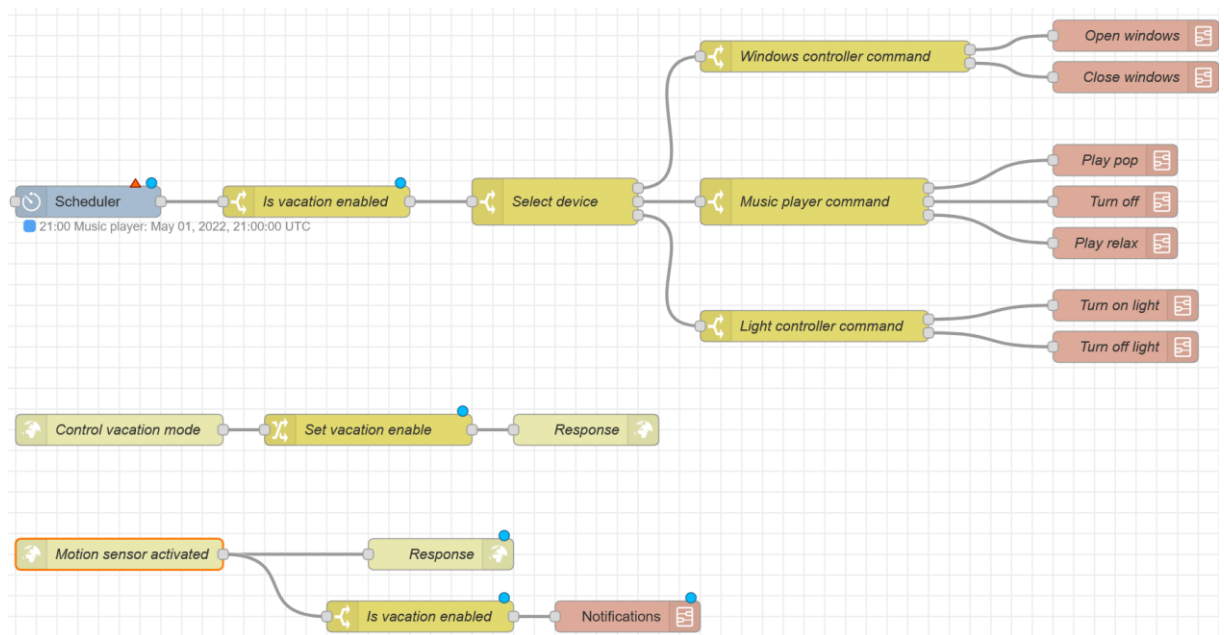 Open windows
Windows controller command
Close windows
Play pop
Scheduler
Is vacation enabled
Select device
Music player command
Turn off
21:00 Music player: May 01, 2022, 21:00:00 UTC
Play relax
Turn on light
Light controller command
Turn off light
Control vacation mode
Set vacation enable
Response
Motion sensor activated
Response
Is vacation enabled
Notifications